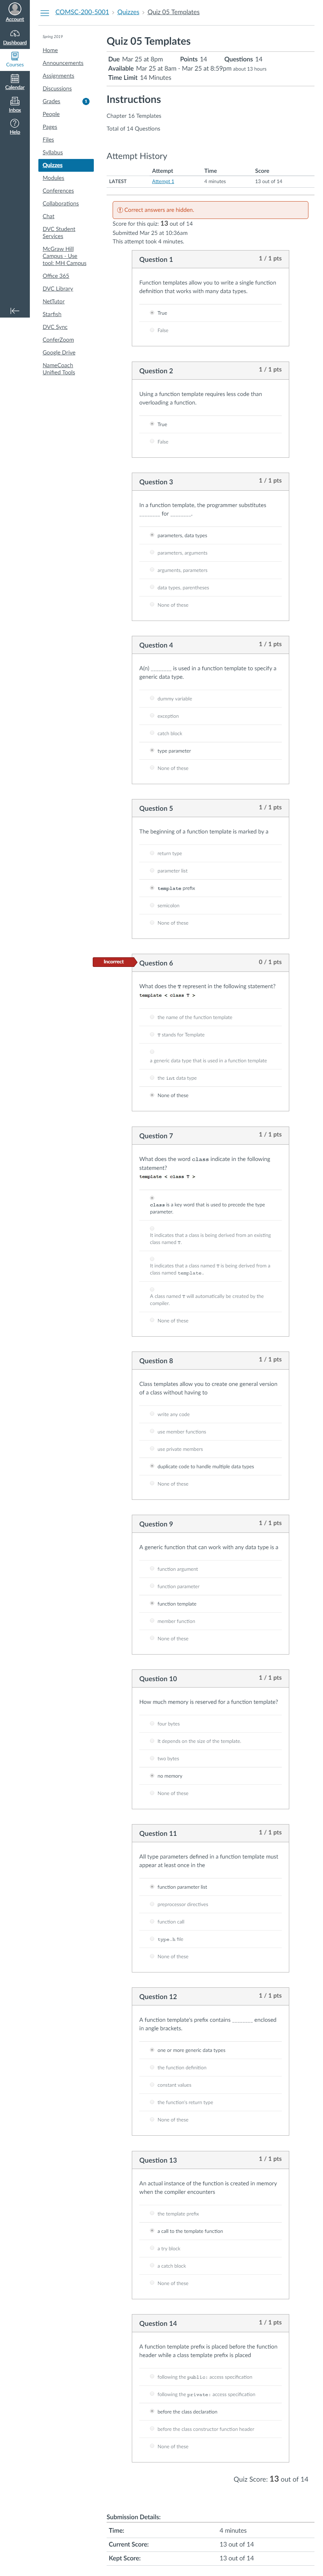 Account
Dashboard
Courses
Calendar
Inbox
Help
COMSC-200-5001 › Quizzes › Quiz 05 Templates
Spring 2019
Home
Announcements
Assignments
Discussions
Grades
People
Pages
Files
Syllabus
Quizzes
Modules
Conferences
Collaborations
Chat
DVC Student
Services
McGraw Hill
Campus - Use
tool: MH Campus
Office 365
DVC Library
NetTutor
Starfish
DVC Sync
ConferZoom
Google Drive
NameCoach
Unified Tools
Quiz 05 Templates
Due Mar 25 at 8pm Points 14 Questions 14
Available Mar 25 at 8am - Mar 25 at 8:59pm about 13 hours
Time Limit 14 Minutes
Instructions
Chapter 16 Templates
Total of 14 Questions
Attempt History
Attempt Time Score
LATEST Attempt 1 4 minutes 13 out of 14
Correct answers are hidden.
Score for this quiz: 13 out of 14
Submitted Mar 25 at 10:36am
This attempt took 4 minutes.
Question 1 1 / 1 pts
Function templates allow you to write a single function
definition that works with many data types.
True
False
Question 2 1 / 1 pts
Using a function template requires less code than
overloading a function.
True
False
Question 3 1 / 1 pts
In a function template, the programmer substitutes
________ for ________.
parameters, data types
parameters, arguments
arguments, parameters
data types, parentheses
None of these
Question 4 1 / 1 pts
A(n) ________ is used in a function template to specify a
generic data type.
dummy variable
exception
catch block
type parameter
None of these
Question 5 1 / 1 pts
The beginning of a function template is marked by a
return type
parameter list
template prefix
semicolon
None of these
Incorrect
Question 6 0 / 1 pts
What does the T represent in the following statement?
template < class T >
the name of the function template
T stands for Template
a generic data type that is used in a function template
the int data type
None of these
Question 7 1 / 1 pts
What does the word class indicate in the following
statement?
template < class T >
class is a key word that is used to precede the type
parameter.
It indicates that a class is being derived from an existing
class named T.
It indicates that a class named T is being derived from a
class named template.
A class named T will automatically be created by the
compiler.
None of these
Question 8 1 / 1 pts
Class templates allow you to create one general version
of a class without having to
write any code
use member functions
use private members
duplicate code to handle multiple data types
None of these
Question 9 1 / 1 pts
A generic function that can work with any data type is a
function argument
function parameter
function template
member function
None of these
Question 10 1 / 1 pts
How much memory is reserved for a function template?
four bytes
It depends on the size of the template.
two bytes
no memory
None of these
Question 11 1 / 1 pts
All type parameters defined in a function template must
appear at least once in the
function parameter list
preprocessor directives
function call
type.h file
None of these
Question 12 1 / 1 pts
A function template's prefix contains ________ enclosed
in angle brackets.
one or more generic data types
the function definition
constant values
the function's return type
None of these
Question 13 1 / 1 pts
An actual instance of the function is created in memory
when the compiler encounters
the template prefix
a call to the template function
a try block
a catch block
None of these
Question 14 1 / 1 pts
A function template prefix is placed before the function
header while a class template prefix is placed
following the public: access specification
following the private: access specification
before the class declaration
before the class constructor function header
None of these
Quiz Score: 13 out of 14
Submission Details:
Time: 4 minutes
Current Score: 13 out of 14
Kept Score: 13 out of 14